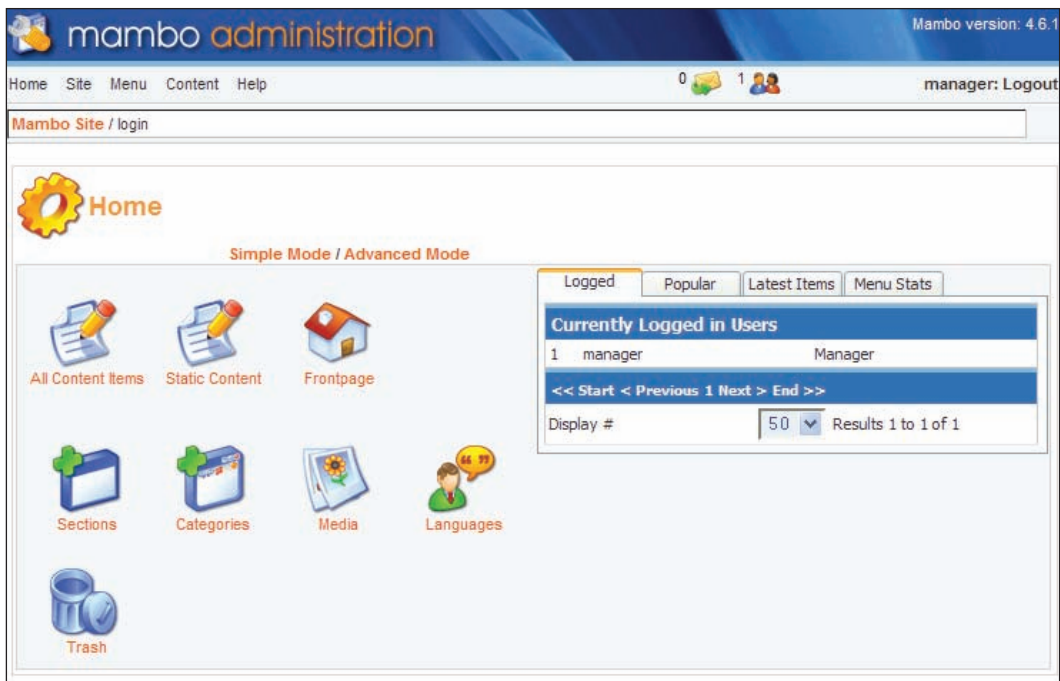 mambo administration
Mambo version: 4.6.1
Home Site Menu Content Help
0 1
manager: Logout
Mambo Site / login
Home
Simple Mode / Advanced Mode
All Content Items
Static Content
Frontpage
Sections
Categories
Media
Languages
Trash
Logged
Popular
Latest Items
Menu Stats
Currently Logged in Users
1 manager Manager
<< Start < Previous 1 Next > End >>
Display # 50 Results 1 to 1 of 1